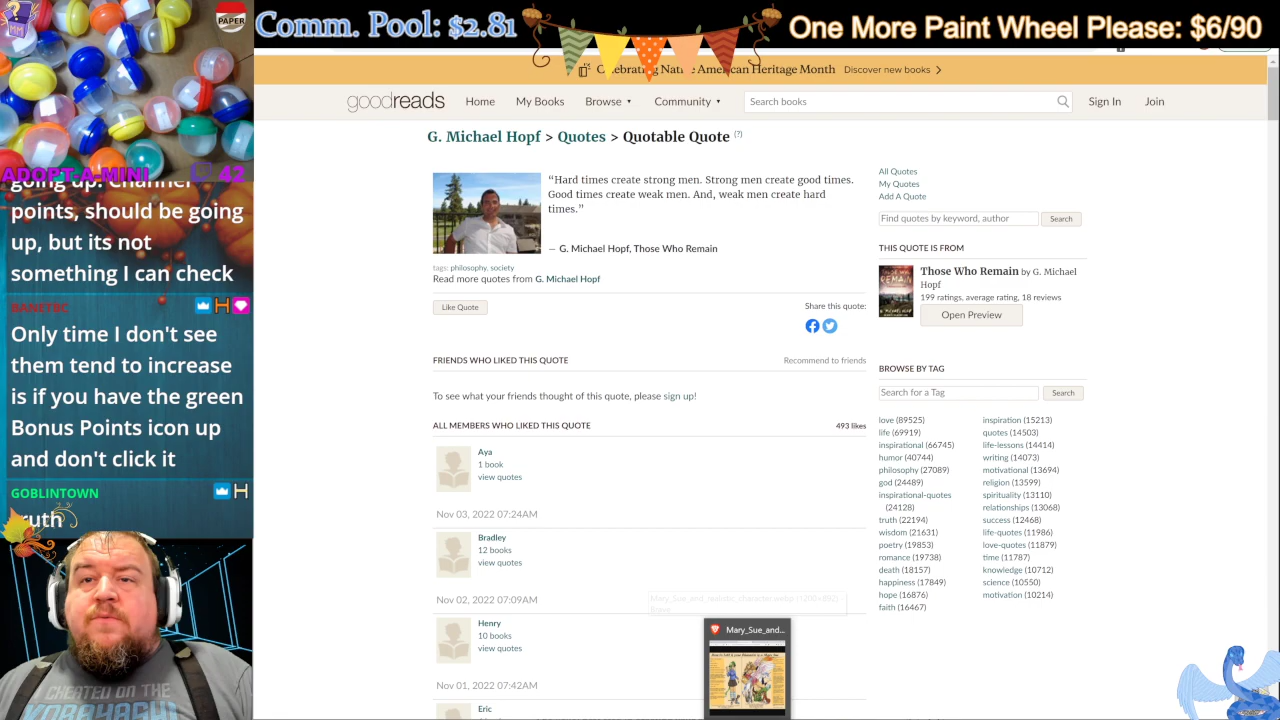 Comm. Pool: $2.81
One More Paint Wheel Please: $6/90
PAPER
MM
ADOPT-A-MINI
42
going up. Channel
points, should be going
up, but its not
something I can check
BANETBC
Only time I don't see
them tend to increase
is if you have the green
Bonus Points icon up
and don't click it
GOBLINTOWN
truth
CREATED ON THE
Celebrating Native American Heritage Month Discover new books
goodreads
Home
My Books
Browse
Community
Search books
Sign In
Join
G. Michael Hopf > Quotes > Quotable Quote (?)
“Hard times create strong men. Strong men create good times.
Good times create weak men. And, weak men create hard
times.”
― G. Michael Hopf, Those Who Remain
tags: philosophy, society
Read more quotes from G. Michael Hopf
Like Quote
Share this quote:
FRIENDS WHO LIKED THIS QUOTE
Recommend to friends
To see what your friends thought of this quote, please sign up!
ALL MEMBERS WHO LIKED THIS QUOTE
493 likes
Aya
1 book
view quotes
Nov 03, 2022 07:24AM
Bradley
12 books
view quotes
Nov 02, 2022 07:09AM
Henry
10 books
view quotes
Nov 01, 2022 07:42AM
Eric
Mary_Sue_and_realistic_character.webp (1200×892) -
Brave
Mary_Sue_and...
All Quotes
My Quotes
Add A Quote
Find quotes by keyword, author
Search
THIS QUOTE IS FROM
Those Who Remain by G. Michael
Hopf
199 ratings, average rating, 18 reviews
Open Preview
BROWSE BY TAG
Search for a Tag
Search
love (89525)
life (69919)
inspirational (66745)
humor (40744)
philosophy (27089)
god (24489)
inspirational-quotes
(24128)
truth (22194)
wisdom (21631)
poetry (19853)
romance (19738)
death (18157)
happiness (17849)
hope (16876)
faith (16467)
inspiration (15213)
quotes (14503)
life-lessons (14414)
writing (14073)
motivational (13694)
religion (13599)
spirituality (13110)
relationships (13068)
success (12468)
life-quotes (11986)
love-quotes (11879)
time (11787)
knowledge (10712)
science (10550)
motivation (10214)